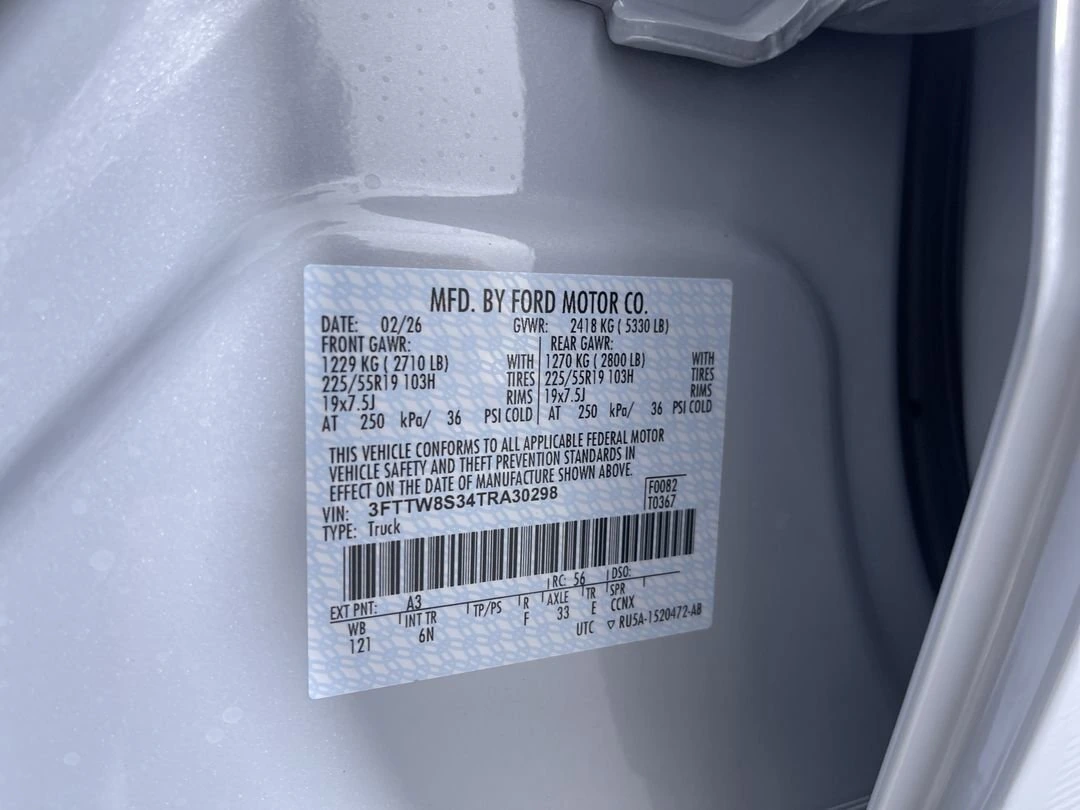 MFD. BY FORD MOTOR CO.
DATE: 02/26 GVWR: 2418 KG ( 5330 LB)
FRONT GAWR: REAR GAWR:
1229 KG ( 2710 LB) WITH 1270 KG ( 2800 LB) WITH
225/55R19 103H TIRES 225/55R19 103H TIRES
19x7.5J RIMS 19x7.5J RIMS
AT 250 kPa/ 36 PSI COLD AT 250 kPa/ 36 PSI COLD
THIS VEHICLE CONFORMS TO ALL APPLICABLE FEDERAL MOTOR
VEHICLE SAFETY AND THEFT PREVENTION STANDARDS IN
EFFECT ON THE DATE OF MANUFACTURE SHOWN ABOVE.
VIN: 3FTTW8S34TRA30298 F0082
TYPE: Truck T0367
EXT PNT: A3 RC: 56 DSO:
WB INT TR TP/PS R AXLE TR SPR
121 6N F 33 E CCNX
UTC ▽ RU5A-1520472-AB